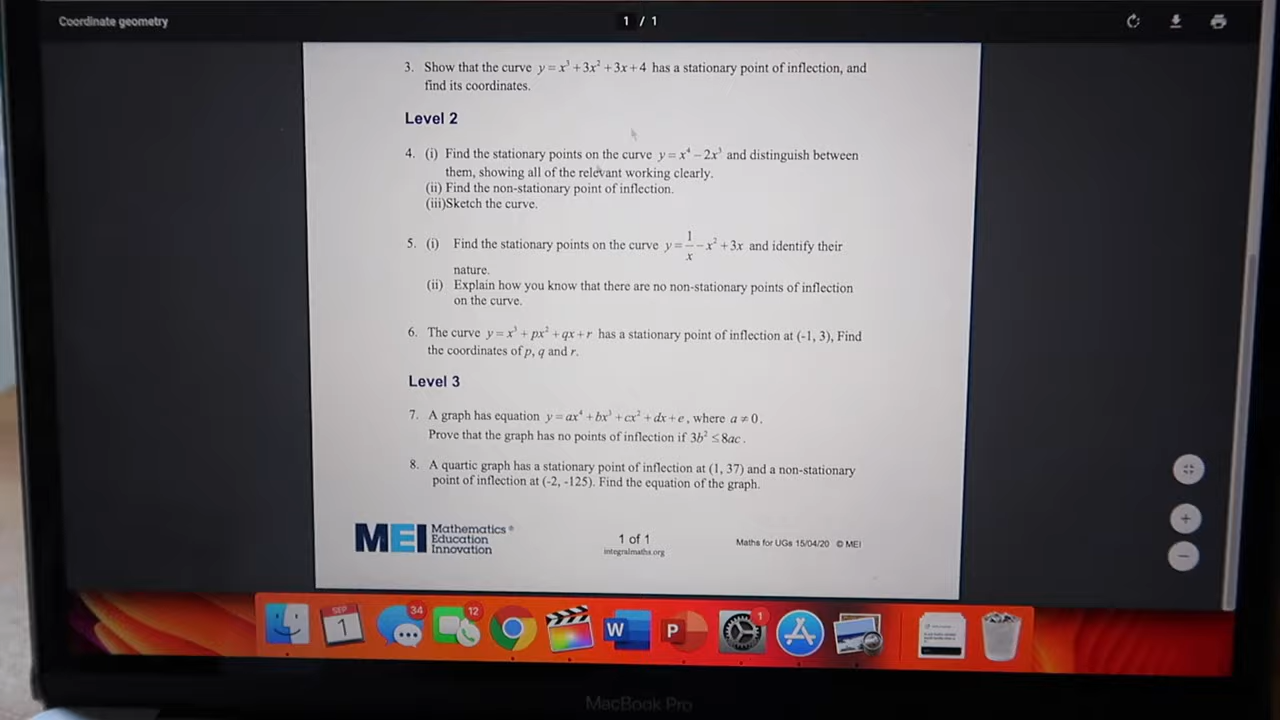 Coordinate geometry
1 / 1
3. Show that the curve y = x³ + 3x² + 3x + 4 has a stationary point of inflection, and
find its coordinates.
Level 2
4. (i) Find the stationary points on the curve y = x⁴ – 2x³ and distinguish between
them, showing all of the relevant working clearly.
(ii) Find the non-stationary point of inflection.
(iii)Sketch the curve.
5. (i) Find the stationary points on the curve y = 1/x – x² + 3x and identify their
nature.
(ii) Explain how you know that there are no non-stationary points of inflection
on the curve.
6. The curve y = x³ + px² + qx + r has a stationary point of inflection at (-1, 3), Find
the coordinates of p, q and r.
Level 3
7. A graph has equation y = ax⁴ + bx³ + cx² + dx + e, where a ≠ 0.
Prove that the graph has no points of inflection if 3b² ≤ 8ac.
8. A quartic graph has a stationary point of inflection at (1, 37) and a non-stationary
point of inflection at (-2, -125). Find the equation of the graph.
MEI Mathematics®
Education
Innovation
1 of 1
integralmaths.org
Maths for UGs 15/04/20 © MEI
SEP
1
34
12
W
P
1
MacBook Pro